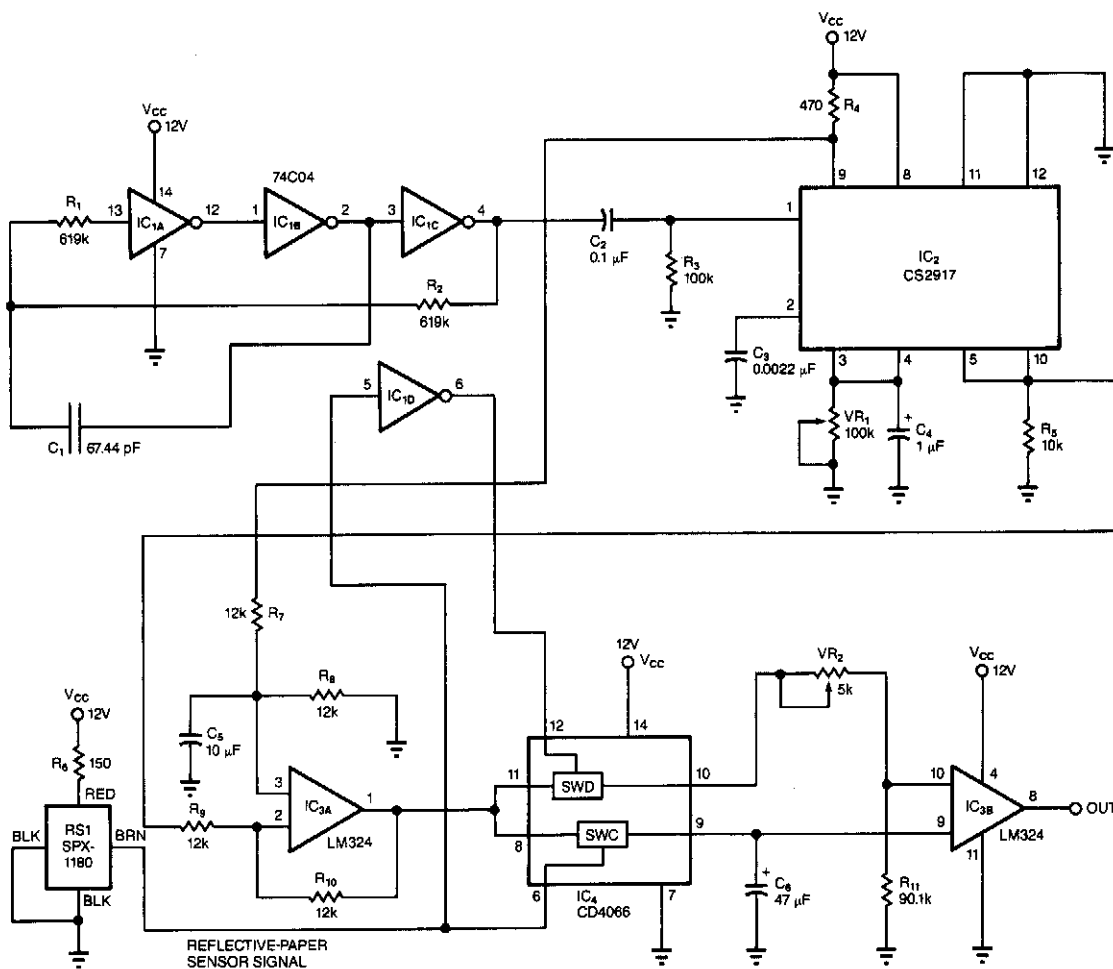 VCC
12V
470 R4
9 8 11 12
VCC
12V
74C04
R1
619k
13 IC1A 14 12
7
1 IC1B 2
3 IC1C 4
R2
619k
C2
0.1 µF
R3
100k
1
IC2
CS2917
2
C3
0.0022 µF
3 4 5 10
VR1
100k
+
C4
1 µF
R5
10k
C1 67.44 pF
5 IC1D 6
12k R7
R8
12k
C5
10 µF
VCC
12V
R6 150
RED
BLK
RS1
SPX-
1180
BRN
BLK
R9
12k
3
2
IC3A
1
LM324
R10
12k
REFLECTIVE-PAPER
SENSOR SIGNAL
12V
VCC
12 14
11 SWD 10
8 SWC 9
6 7
IC4
CD4066
VR2
5k
+
C6
47 µF
R11
90.1k
VCC
12V
10
9
4
IC3B
8
OUT
LM324
11